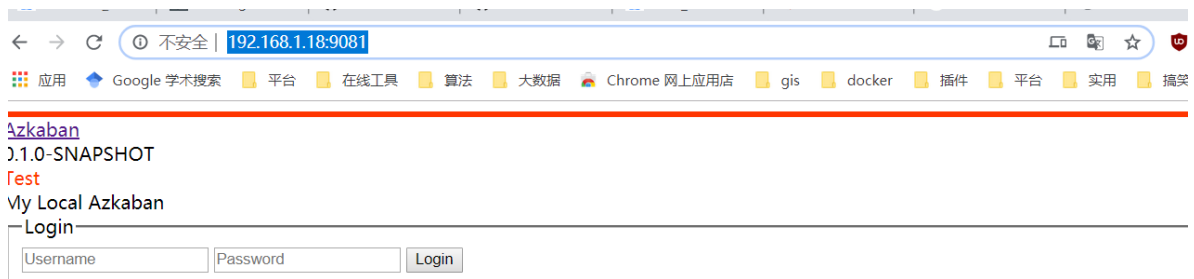 不安全 | 192.168.1.18:9081
应用 Google 学术搜索 平台 在线工具 算法 大数据 Chrome 网上应用店 gis docker 插件 平台 实用 搞笑
Azkaban
0.1.0-SNAPSHOT
Test
My Local Azkaban
Login
Username Password Login